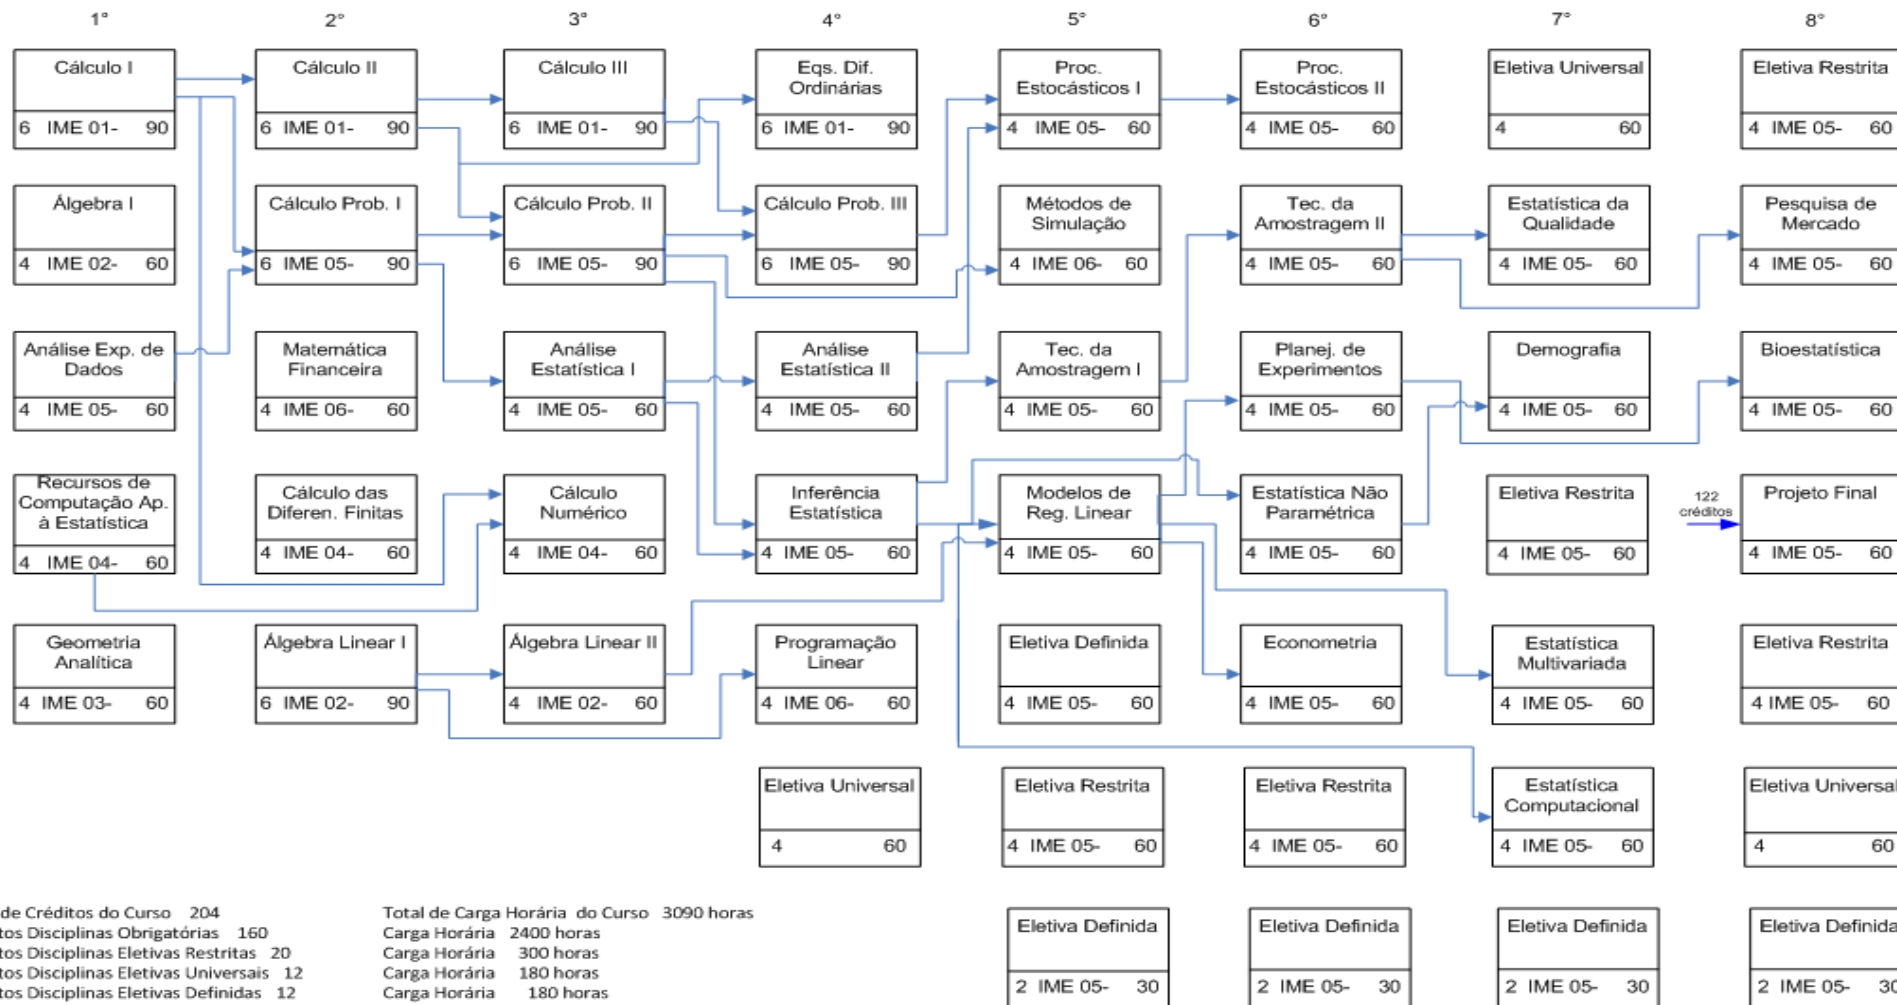 1° 2° 3° 4° 5° 6° 7° 8°
Cálculo I
6 IME 01- 90
Cálculo II
6 IME 01- 90
Cálculo III
6 IME 01- 90
Eqs. Dif.
Ordinárias
6 IME 01- 90
Proc.
Estocásticos I
4 IME 05- 60
Proc.
Estocásticos II
4 IME 05- 60
Eletiva Universal
4 60
Eletiva Restrita
4 IME 05- 60
Álgebra I
4 IME 02- 60
Cálculo Prob. I
6 IME 05- 90
Cálculo Prob. II
6 IME 05- 90
Cálculo Prob. III
6 IME 05- 90
Métodos de
Simulação
4 IME 06- 60
Tec. da
Amostragem II
4 IME 05- 60
Estatística da
Qualidade
4 IME 05- 60
Pesquisa de
Mercado
4 IME 05- 60
Análise Exp. de
Dados
4 IME 05- 60
Matemática
Financeira
4 IME 06- 60
Análise
Estatística I
4 IME 05- 60
Análise
Estatística II
4 IME 05- 60
Tec. da
Amostragem I
4 IME 05- 60
Planej. de
Experimentos
4 IME 05- 60
Demografia
4 IME 05- 60
Bioestatística
4 IME 05- 60
Recursos de
Computação Ap.
à Estatística
4 IME 04- 60
Cálculo das
Diferen. Finitas
4 IME 04- 60
Cálculo
Numérico
4 IME 04- 60
Inferência
Estatística
4 IME 05- 60
Modelos de
Reg. Linear
4 IME 05- 60
Estatística Não
Paramétrica
4 IME 05- 60
Eletiva Restrita
4 IME 05- 60
122
créditos
Projeto Final
4 IME 05- 60
Geometria
Analítica
4 IME 03- 60
Álgebra Linear I
6 IME 02- 90
Álgebra Linear II
4 IME 02- 60
Programação
Linear
4 IME 06- 60
Eletiva Definida
4 IME 05- 60
Econometria
4 IME 05- 60
Estatística
Multivariada
4 IME 05- 60
Eletiva Restrita
4 IME 05- 60
Eletiva Universal
4 60
Eletiva Restrita
4 IME 05- 60
Eletiva Restrita
4 IME 05- 60
Estatística
Computacional
4 IME 05- 60
Eletiva Universal
4 60
Eletiva Definida
2 IME 05- 30
Eletiva Definida
2 IME 05- 30
Eletiva Definida
2 IME 05- 30
Eletiva Definida
2 IME 05- 30
de Créditos do Curso 204 Total de Carga Horária do Curso 3090 horas
tos Disciplinas Obrigatórias 160 Carga Horária 2400 horas
tos Disciplinas Eletivas Restritas 20 Carga Horária 300 horas
tos Disciplinas Eletivas Universais 12 Carga Horária 180 horas
tos Disciplinas Eletivas Definidas 12 Carga Horária 180 horas